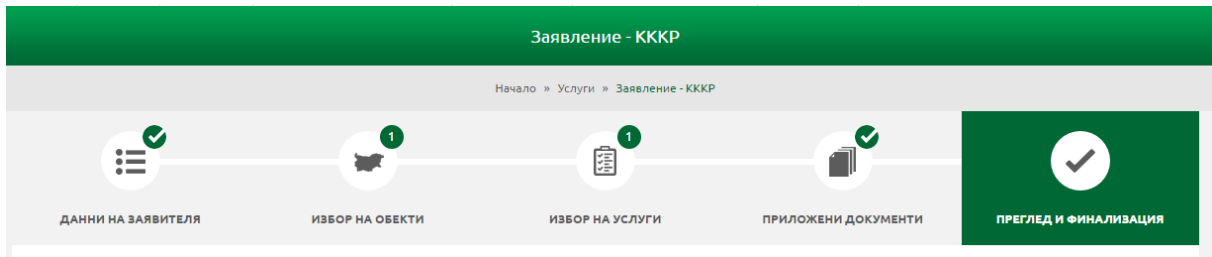 Заявление - КККР
Начало » Услуги » Заявление - КККР
1 1
ДАННИ НА ЗАЯВИТЕЛЯ ИЗБОР НА ОБЕКТИ ИЗБОР НА УСЛУГИ ПРИЛОЖЕНИ ДОКУМЕНТИ ПРЕГЛЕД И ФИНАЛИЗАЦИЯ